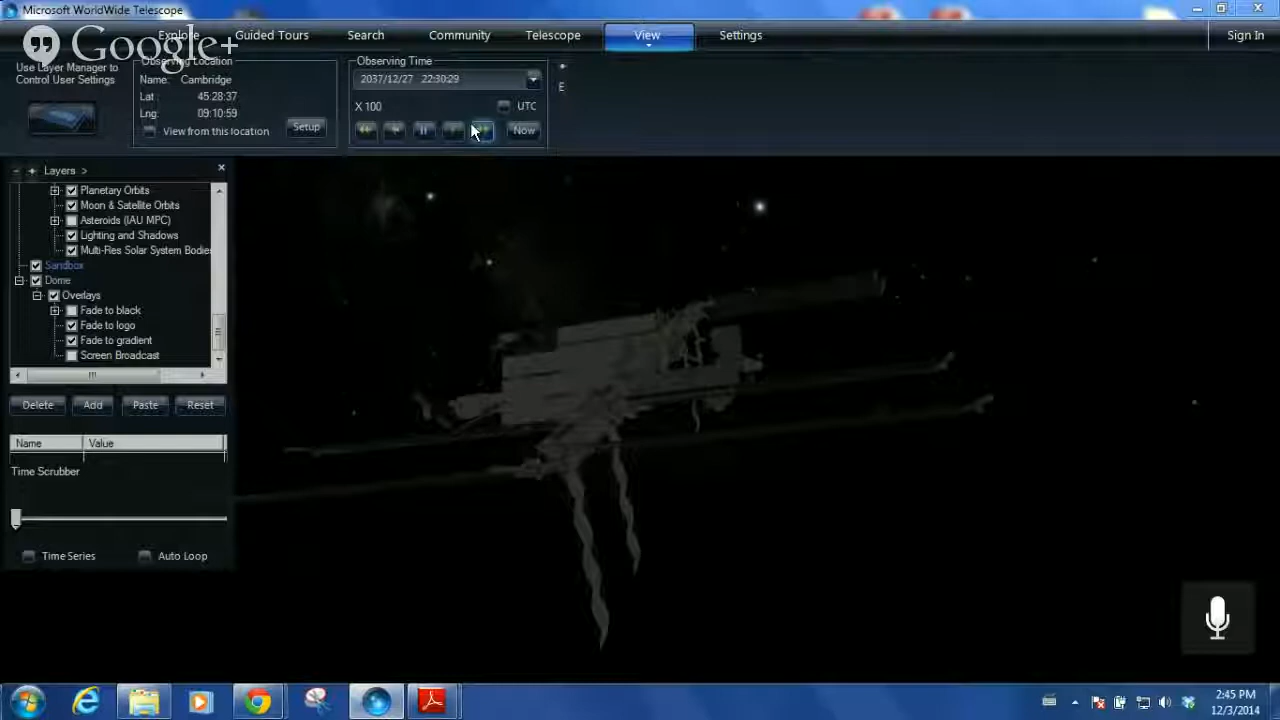 Microsoft WorldWide Telescope
Google+
Explore
Guided Tours
Search
Community
Telescope
View
Settings
Sign In
Use Layer Manager to
Control User Settings
Observing Location
Name: Cambridge
Lat : 45:28:37
Lng: 09:10:59
View from this location
Setup
Observing Time
2037/12/27 22:30:29
X 100
UTC
Now
E
Layers >
Planetary Orbits
Moon & Satellite Orbits
Asteroids (IAU MPC)
Lighting and Shadows
Multi-Res Solar System Bodies
Sandbox
Dome
Overlays
Fade to black
Fade to logo
Fade to gradient
Screen Broadcast
Delete
Add
Paste
Reset
Name
Value
Time Scrubber
Time Series
Auto Loop
2:45 PM
12/3/2014